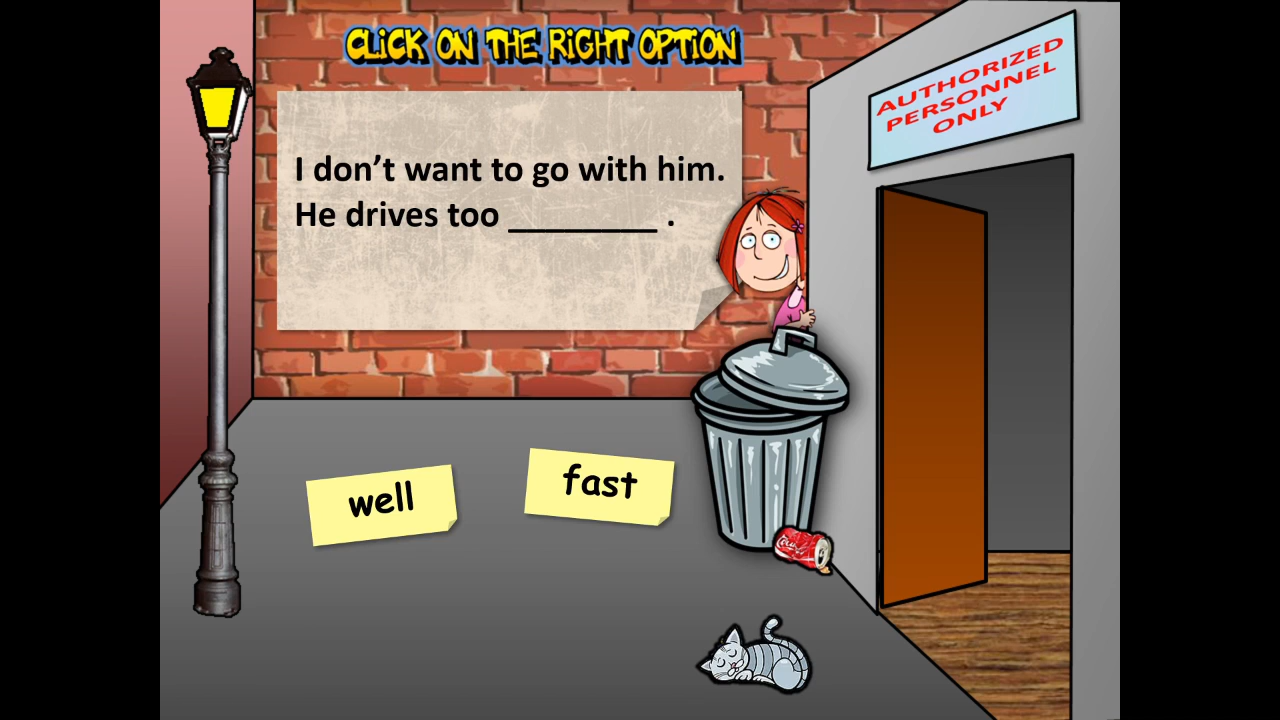 CLICK ON THE RIGHT OPTION
AUTHORIZED
PERSONNEL
ONLY
I don’t want to go with him.
He drives too ________ .
well
fast